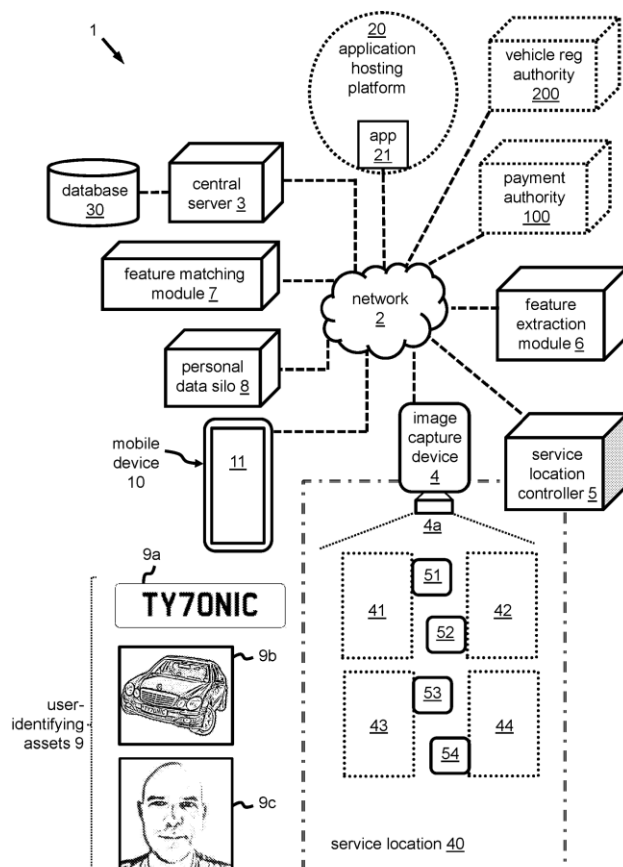 1
20
application
hosting
platform
app
21
vehicle reg
authority
200
payment
authority
100
database
30
central
server 3
feature matching
module 7
network
2
feature
extraction
module 6
personal
data silo 8
mobile
device
10
11
image
capture
device
4
4a
service
location
controller 5
9a
TY70NIC
9b
user-
identifying
assets 9
9c
41
51
42
52
43
53
44
54
service location 40